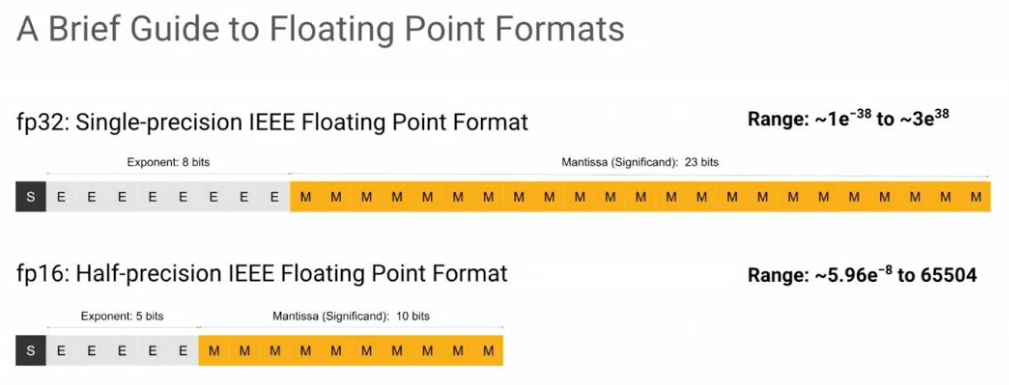 A Brief Guide to Floating Point Formats
fp32: Single-precision IEEE Floating Point Format
Range: ~1e⁻³⁸ to ~3e³⁸
Exponent: 8 bits
Mantissa (Significand): 23 bits
S E E E E E E E E M M M M M M M M M M M M M M M M M M M M M M M
fp16: Half-precision IEEE Floating Point Format
Range: ~5.96e⁻⁸ to 65504
Exponent: 5 bits
Mantissa (Significand): 10 bits
S E E E E E M M M M M M M M M M